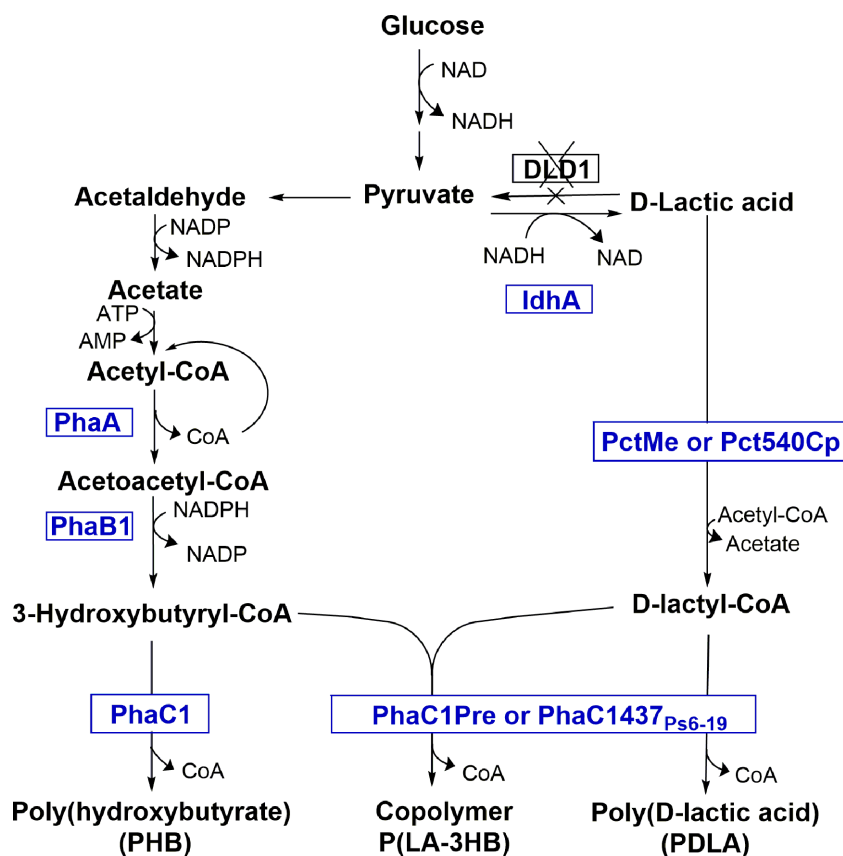 Glucose
NAD
NADH
DLD1
Acetaldehyde
Pyruvate
D-Lactic acid
NADP
NADPH
NADH
NAD
ldhA
Acetate
ATP
AMP
Acetyl-CoA
PhaA
CoA
PctMe or Pct540Cp
Acetoacetyl-CoA
PhaB1
NADPH
NADP
Acetyl-CoA
Acetate
3-Hydroxybutyryl-CoA
D-lactyl-CoA
PhaC1
PhaC1Pre or PhaC1437Ps6-19
CoA
CoA
CoA
Poly(hydroxybutyrate)
(PHB)
Copolymer
P(LA-3HB)
Poly(D-lactic acid)
(PDLA)